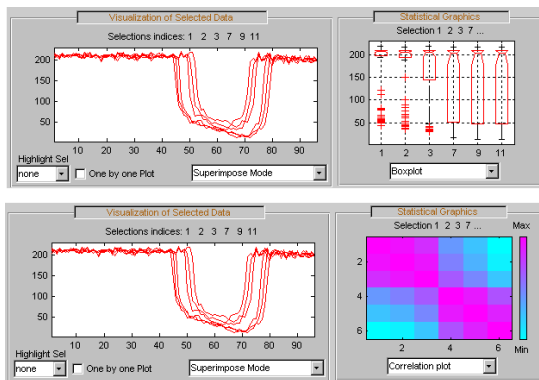 Visualization of Selected Data
Selections indices: 1 2 3 7 9 11
200
150
100
50
10 20 30 40 50 60 70 80 90
Highlight Sel
none
One by one Plot
Superimpose Mode
Statistical Graphics
Selection 1 2 3 7 ...
200
150
100
50
1 2 3 7 9 11
Boxplot
Visualization of Selected Data
Selections indices: 1 2 3 7 9 11
200
150
100
50
10 20 30 40 50 60 70 80 90
Highlight Sel
none
One by one Plot
Superimpose Mode
Statistical Graphics
Selection 1 2 3 7 ...
Max
1
2
3
4
5
6
2 4 6
Min
Correlation plot